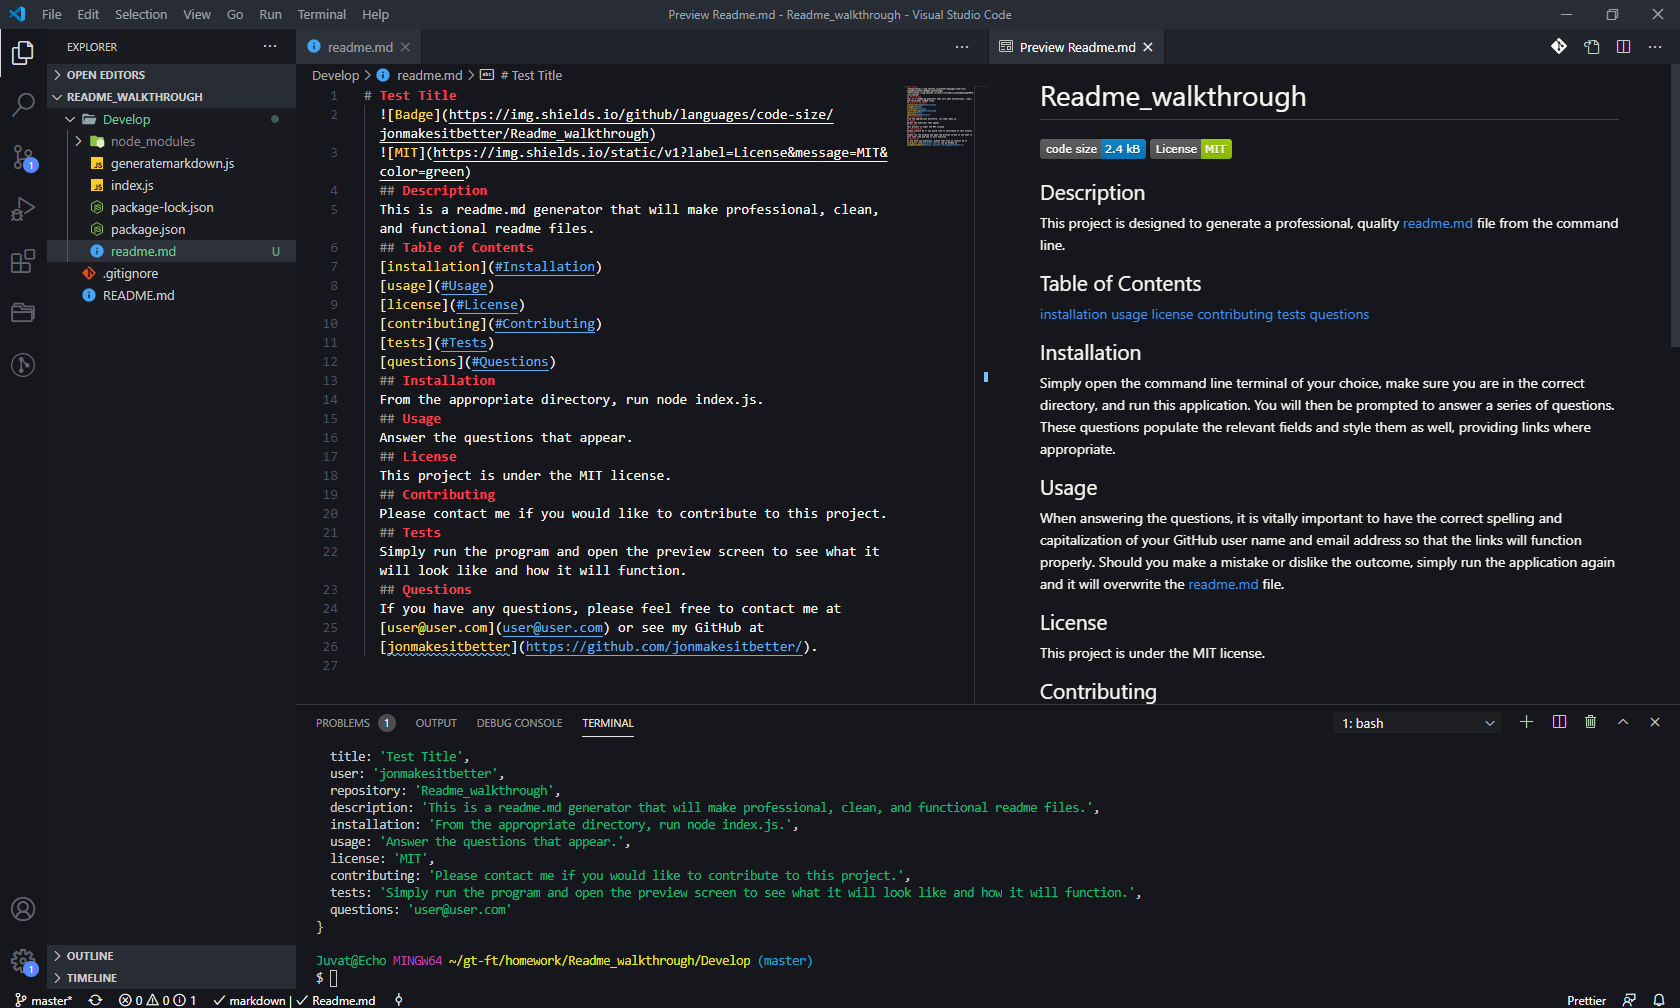 File Edit Selection View Go Run Terminal Help
Preview Readme.md - Readme_walkthrough - Visual Studio Code
EXPLORER
OPEN EDITORS
README_WALKTHROUGH
Develop
node_modules
generatemarkdown.js
index.js
package-lock.json
package.json
readme.md U
.gitignore
README.md
OUTLINE
TIMELINE
readme.md
Develop > readme.md > # Test Title
1 # Test Title
2 ![Badge](https://img.shields.io/github/languages/code-size/
jonmakesitbetter/Readme_walkthrough)
3 ![MIT](https://img.shields.io/static/v1?label=License&message=MIT&
color=green)
4 ## Description
5 This is a readme.md generator that will make professional, clean,
and functional readme files.
6 ## Table of Contents
7 [installation](#Installation)
8 [usage](#Usage)
9 [license](#License)
10 [contributing](#Contributing)
11 [tests](#Tests)
12 [questions](#Questions)
13 ## Installation
14 From the appropriate directory, run node index.js.
15 ## Usage
16 Answer the questions that appear.
17 ## License
18 This project is under the MIT license.
19 ## Contributing
20 Please contact me if you would like to contribute to this project.
21 ## Tests
22 Simply run the program and open the preview screen to see what it
will look like and how it will function.
23 ## Questions
24 If you have any questions, please feel free to contact me at
25 [user@user.com](user@user.com) or see my GitHub at
26 [jonmakesitbetter](https://github.com/jonmakesitbetter/).
27
Preview Readme.md
Readme_walkthrough
code size 2.4 kB License MIT
Description
This project is designed to generate a professional, quality readme.md file from the command
line.
Table of Contents
installation usage license contributing tests questions
Installation
Simply open the command line terminal of your choice, make sure you are in the correct
directory, and run this application. You will then be prompted to answer a series of questions.
These questions populate the relevant fields and style them as well, providing links where
appropriate.
Usage
When answering the questions, it is vitally important to have the correct spelling and
capitalization of your GitHub user name and email address so that the links will function
properly. Should you make a mistake or dislike the outcome, simply run the application again
and it will overwrite the readme.md file.
License
This project is under the MIT license.
Contributing
PROBLEMS 1 OUTPUT DEBUG CONSOLE TERMINAL
1: bash
title: 'Test Title',
user: 'jonmakesitbetter',
repository: 'Readme_walkthrough',
description: 'This is a readme.md generator that will make professional, clean, and functional readme files.',
installation: 'From the appropriate directory, run node index.js.',
usage: 'Answer the questions that appear.',
license: 'MIT',
contributing: 'Please contact me if you would like to contribute to this project.',
tests: 'Simply run the program and open the preview screen to see what it will look like and how it will function.',
questions: 'user@user.com'
}
Juvat@Echo MINGW64 ~/gt-ft/homework/Readme_walkthrough/Develop (master)
$
1
1
master* 0 0 1 markdown | Readme.md Prettier